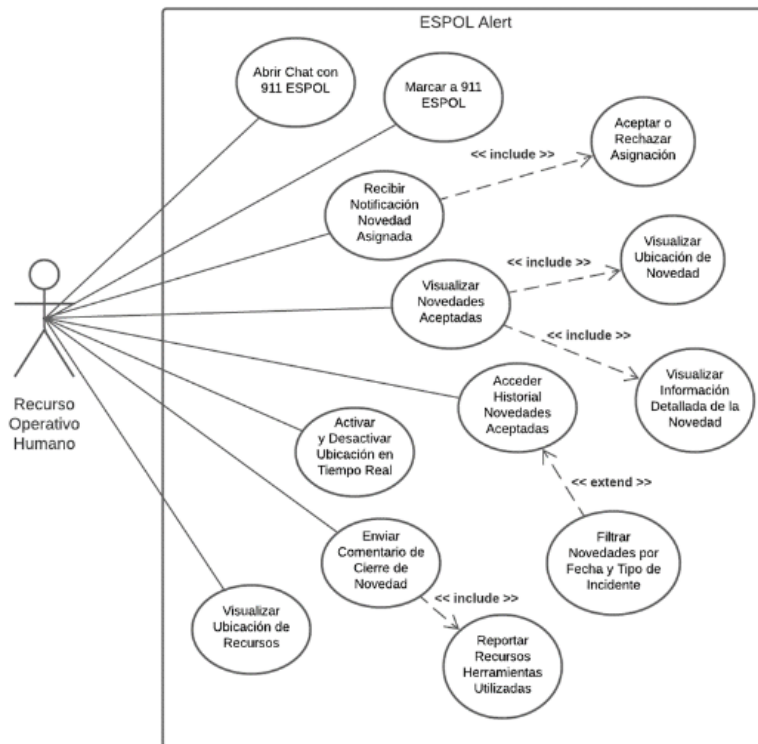 ESPOL Alert
Abrir Chat con
911 ESPOL
Marcar a 911
ESPOL
Aceptar o
Rechazar
Asignación
<< include >>
Recibir
Notificación
Novedad
Asignada
Visualizar
Ubicación de
Novedad
<< include >>
Visualizar
Novedades
Aceptadas
<< include >>
Visualizar
Información
Detallada de la
Novedad
Acceder
Historial
Novedades
Aceptadas
Recurso
Operativo
Humano
Activar
y Desactivar
Ubicación en
Tiempo Real
<< extend >>
Enviar
Comentario de
Cierre de
Novedad
Filtrar
Novedades por
Fecha y Tipo de
Incidente
<< include >>
Visualizar
Ubicación de
Recursos
Reportar
Recursos
Herramientas
Utilizadas